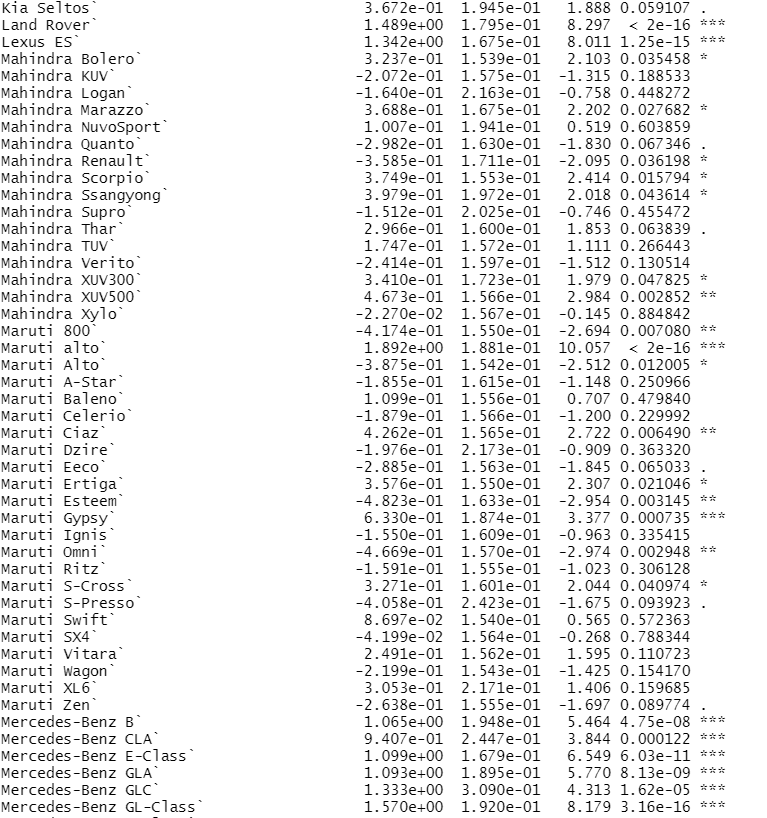 Kia Seltos` 3.672e-01 1.945e-01 1.888 0.059107 .
Land Rover` 1.489e+00 1.795e-01 8.297 < 2e-16 ***
Lexus ES` 1.342e+00 1.675e-01 8.011 1.25e-15 ***
Mahindra Bolero` 3.237e-01 1.539e-01 2.103 0.035458 *
Mahindra KUV` -2.072e-01 1.575e-01 -1.315 0.188533
Mahindra Logan` -1.640e-01 2.163e-01 -0.758 0.448272
Mahindra Marazzo` 3.688e-01 1.675e-01 2.202 0.027682 *
Mahindra NuvoSport` 1.007e-01 1.941e-01 0.519 0.603859
Mahindra Quanto` -2.982e-01 1.630e-01 -1.830 0.067346 .
Mahindra Renault` -3.585e-01 1.711e-01 -2.095 0.036198 *
Mahindra Scorpio` 3.749e-01 1.553e-01 2.414 0.015794 *
Mahindra Ssangyong` 3.979e-01 1.972e-01 2.018 0.043614 *
Mahindra Supro` -1.512e-01 2.025e-01 -0.746 0.455472
Mahindra Thar` 2.966e-01 1.600e-01 1.853 0.063839 .
Mahindra TUV` 1.747e-01 1.572e-01 1.111 0.266443
Mahindra Verito` -2.414e-01 1.597e-01 -1.512 0.130514
Mahindra XUV300` 3.410e-01 1.723e-01 1.979 0.047825 *
Mahindra XUV500` 4.673e-01 1.566e-01 2.984 0.002852 **
Mahindra Xylo` -2.270e-02 1.567e-01 -0.145 0.884842
Maruti 800` -4.174e-01 1.550e-01 -2.694 0.007080 **
Maruti alto` 1.892e+00 1.881e-01 10.057 < 2e-16 ***
Maruti Alto` -3.875e-01 1.542e-01 -2.512 0.012005 *
Maruti A-Star` -1.855e-01 1.615e-01 -1.148 0.250966
Maruti Baleno` 1.099e-01 1.556e-01 0.707 0.479840
Maruti Celerio` -1.879e-01 1.566e-01 -1.200 0.229992
Maruti Ciaz` 4.262e-01 1.565e-01 2.722 0.006490 **
Maruti Dzire` -1.976e-01 2.173e-01 -0.909 0.363320
Maruti Eeco` -2.885e-01 1.563e-01 -1.845 0.065033 .
Maruti Ertiga` 3.576e-01 1.550e-01 2.307 0.021046 *
Maruti Esteem` -4.823e-01 1.633e-01 -2.954 0.003145 **
Maruti Gypsy` 6.330e-01 1.874e-01 3.377 0.000735 ***
Maruti Ignis` -1.550e-01 1.609e-01 -0.963 0.335415
Maruti Omni` -4.669e-01 1.570e-01 -2.974 0.002948 **
Maruti Ritz` -1.591e-01 1.555e-01 -1.023 0.306128
Maruti S-Cross` 3.271e-01 1.601e-01 2.044 0.040974 *
Maruti S-Presso` -4.058e-01 2.423e-01 -1.675 0.093923 .
Maruti Swift` 8.697e-02 1.540e-01 0.565 0.572363
Maruti SX4` -4.199e-02 1.564e-01 -0.268 0.788344
Maruti Vitara` 2.491e-01 1.562e-01 1.595 0.110723
Maruti Wagon` -2.199e-01 1.543e-01 -1.425 0.154170
Maruti XL6` 3.053e-01 2.171e-01 1.406 0.159685
Maruti Zen` -2.638e-01 1.555e-01 -1.697 0.089774 .
Mercedes-Benz B` 1.065e+00 1.948e-01 5.464 4.75e-08 ***
Mercedes-Benz CLA` 9.407e-01 2.447e-01 3.844 0.000122 ***
Mercedes-Benz E-Class` 1.099e+00 1.679e-01 6.549 6.03e-11 ***
Mercedes-Benz GLA` 1.093e+00 1.895e-01 5.770 8.13e-09 ***
Mercedes-Benz GLC` 1.333e+00 3.090e-01 4.313 1.62e-05 ***
Mercedes-Benz GL-Class` 1.570e+00 1.920e-01 8.179 3.16e-16 ***